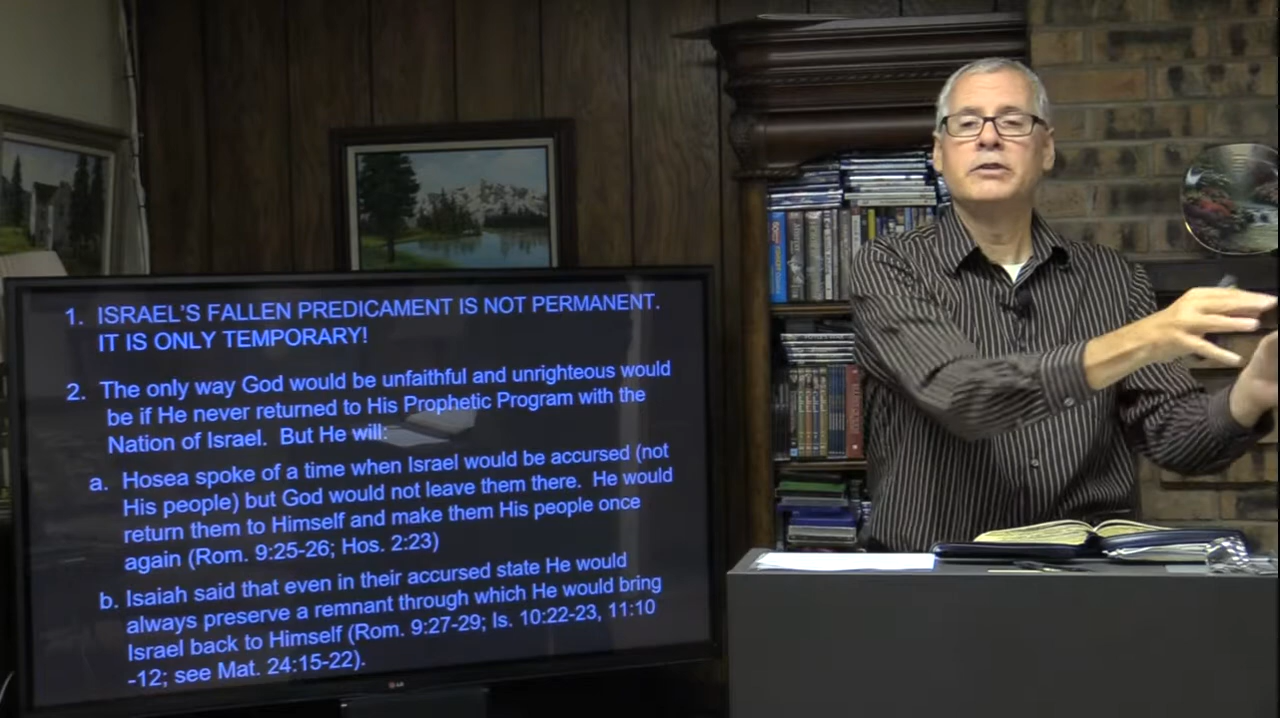 1. ISRAEL'S FALLEN PREDICAMENT IS NOT PERMANENT.
IT IS ONLY TEMPORARY!
2. The only way God would be unfaithful and unrighteous would
be if He never returned to His Prophetic Program with the
Nation of Israel. But He will:
a. Hosea spoke of a time when Israel would be accursed (not
His people) but God would not leave them there. He would
return them to Himself and make them His people once
again (Rom. 9:25-26; Hos. 2:23)
b. Isaiah said that even in their accursed state He would
always preserve a remnant through which He would bring
Israel back to Himself (Rom. 9:27-29; Is. 10:22-23, 11:10
-12; see Mat. 24:15-22).
LG